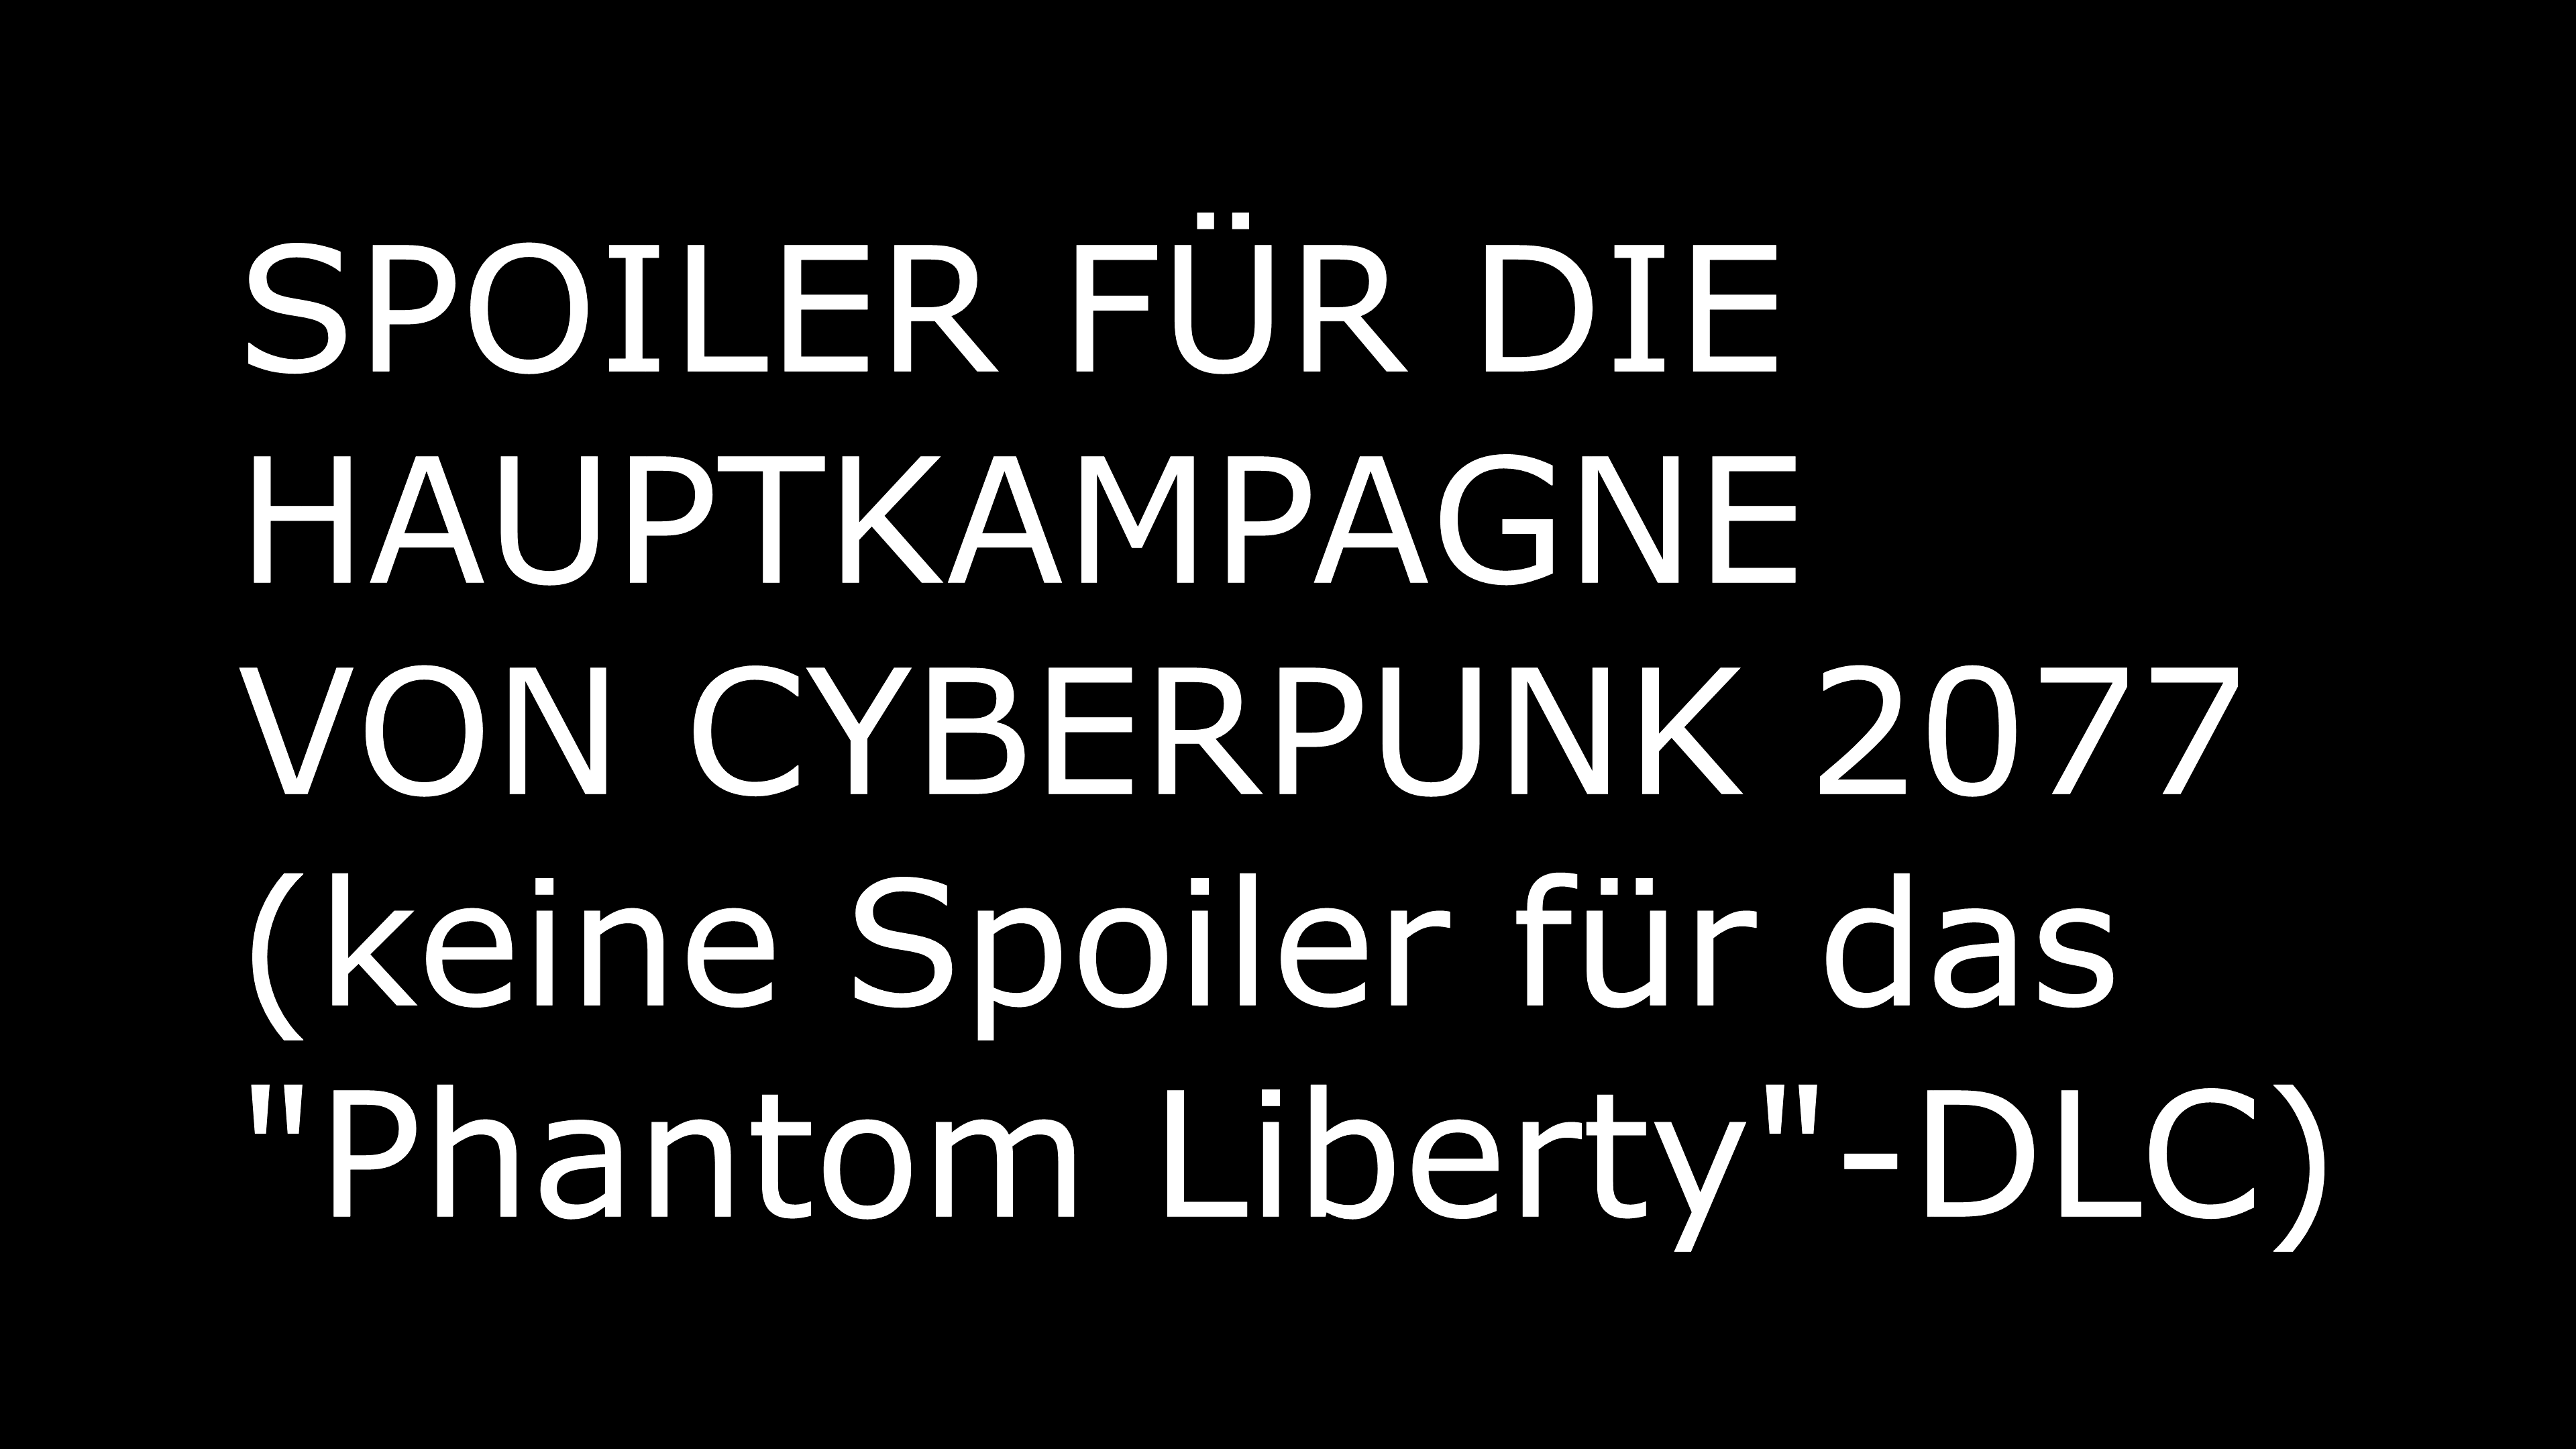 SPOILER FÜR DIE
HAUPTKAMPAGNE
VON CYBERPUNK 2077
(keine Spoiler für das
"Phantom Liberty"-DLC)